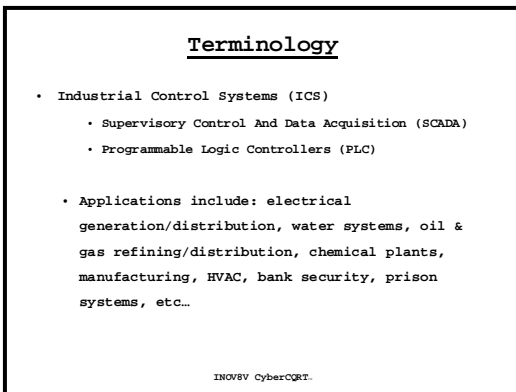 Terminology
• Industrial Control Systems (ICS)
• Supervisory Control And Data Acquisition (SCADA)
• Programmable Logic Controllers (PLC)
• Applications include: electrical
generation/distribution, water systems, oil &
gas refining/distribution, chemical plants,
manufacturing, HVAC, bank security, prison
systems, etc…
INOV8V CyberCQRT